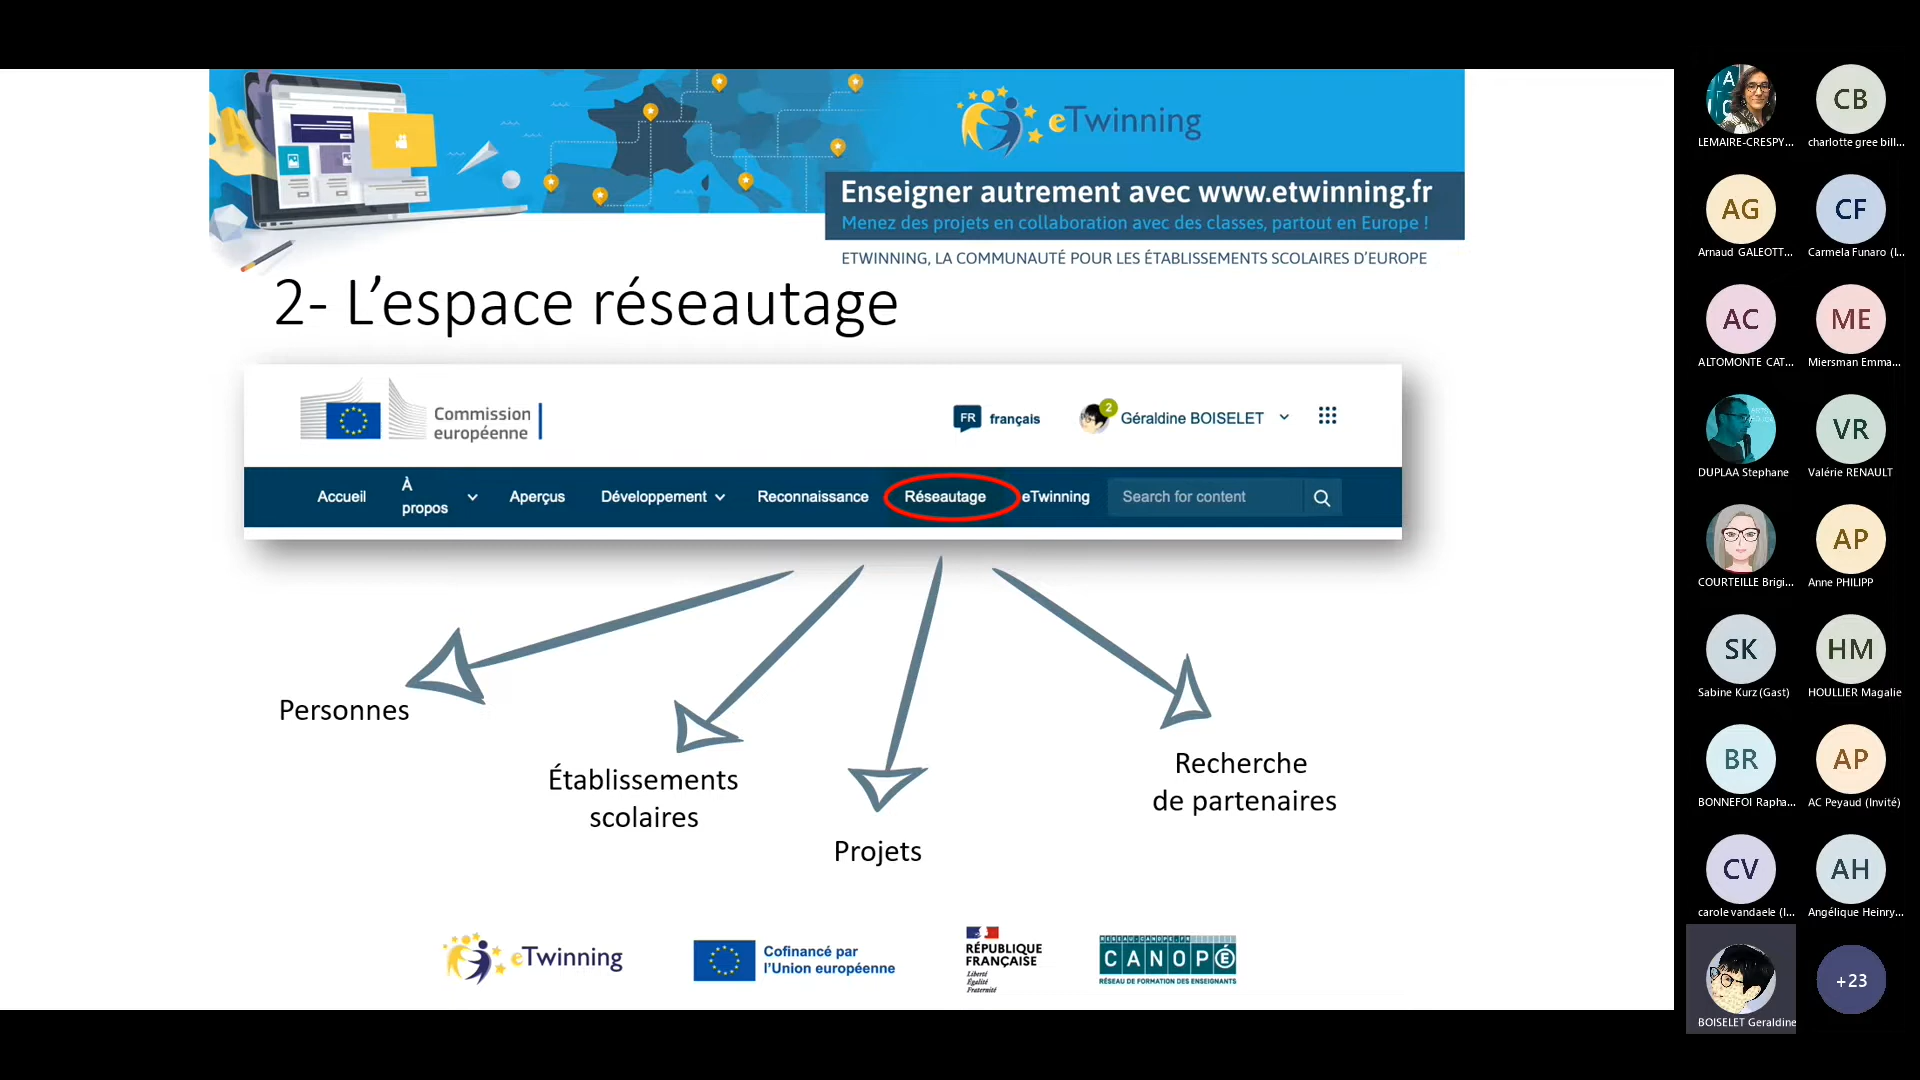 eTwinning
Enseigner autrement avec www.etwinning.fr
Menez des projets en collaboration avec des classes, partout en Europe !
ETWINNING, LA COMMUNAUTÉ POUR LES ÉTABLISSEMENTS SCOLAIRES D’EUROPE
2- L’espace réseautage
Commission
européenne
FR français
2
Géraldine BOISELET
Accueil
À
propos
Aperçus
Développement
Reconnaissance
Réseautage
eTwinning
Search for content
Personnes
Établissements
scolaires
Projets
Recherche
de partenaires
eTwinning
Cofinancé par
l’Union européenne
RÉPUBLIQUE
FRANÇAISE
Liberté
Égalité
Fraternité
CANOPÉ
RÉSEAU DE FORMATION DES ENSEIGNANTS
LEMAIRE-CRESPY...
CB
charlotte gree bill...
AG
Arnaud GALEOTT...
CF
Carmela Funaro (I...
AC
ALTOMONTE CAT...
ME
Miersman Emma...
DUPLAA Stephane
VR
Valérie RENAULT
COURTEILLE Brigi...
AP
Anne PHILIPP
SK
Sabine Kurz (Gast)
HM
HOULLIER Magalie
BR
BONNEFOI Rapha...
AP
AC Peyaud (Invité)
CV
carole vandaele (I...
AH
Angélique Heinry...
BOISELET Geraldine
+23